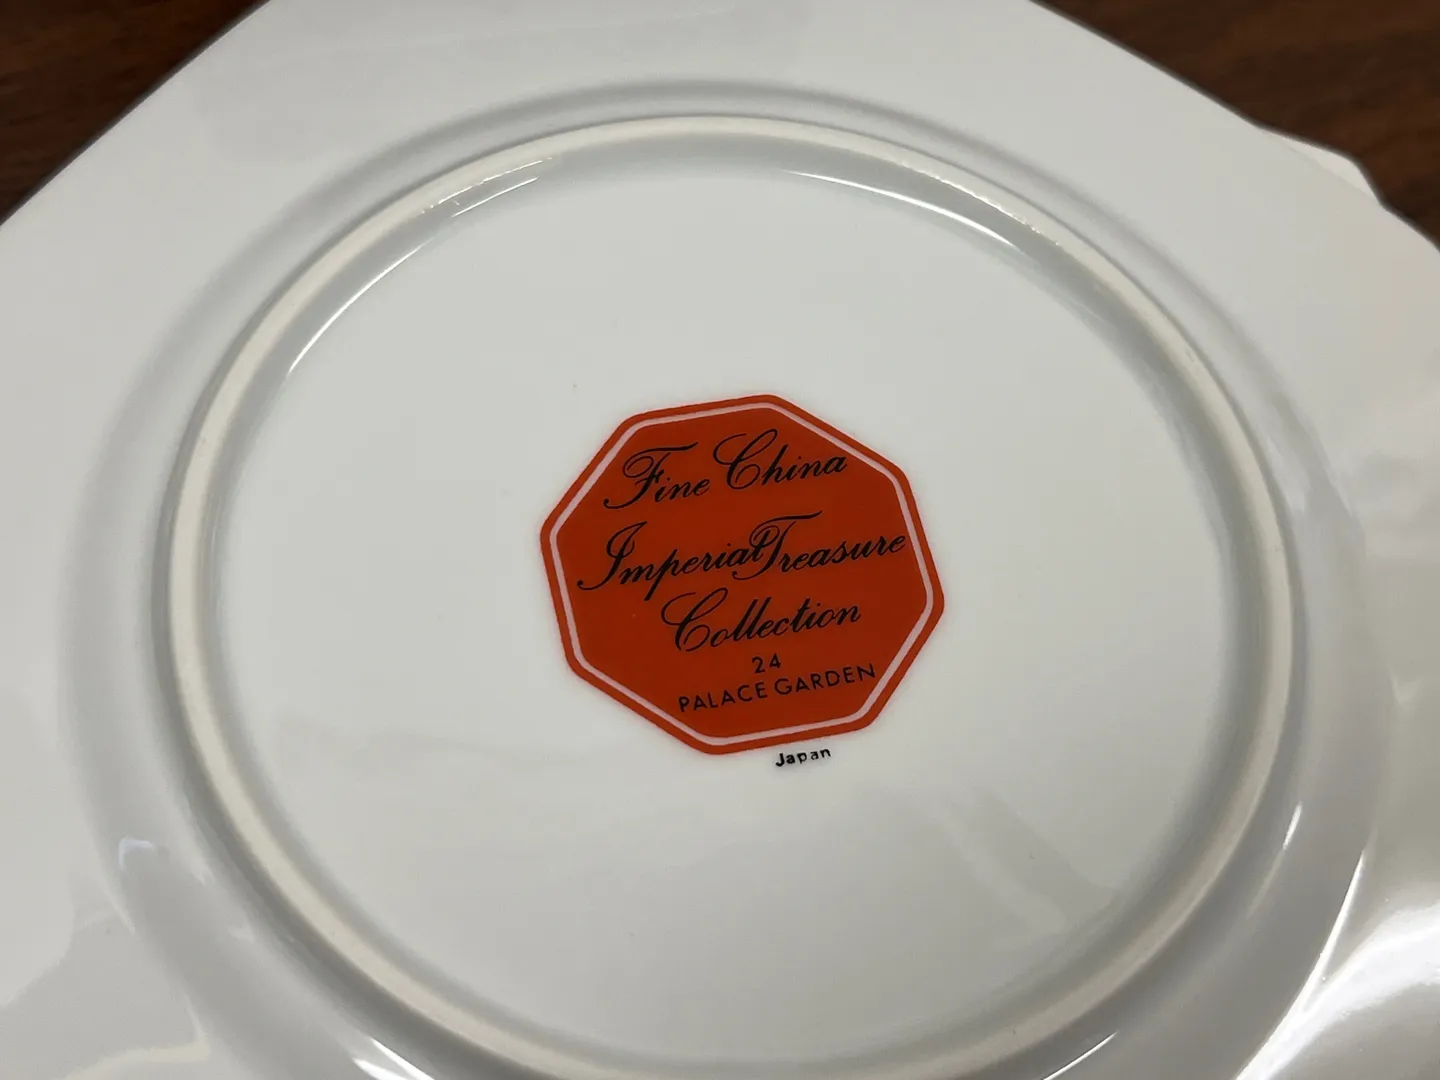 Fine China
Imperial Treasure
Collection
24
PALACE GARDEN
Japan